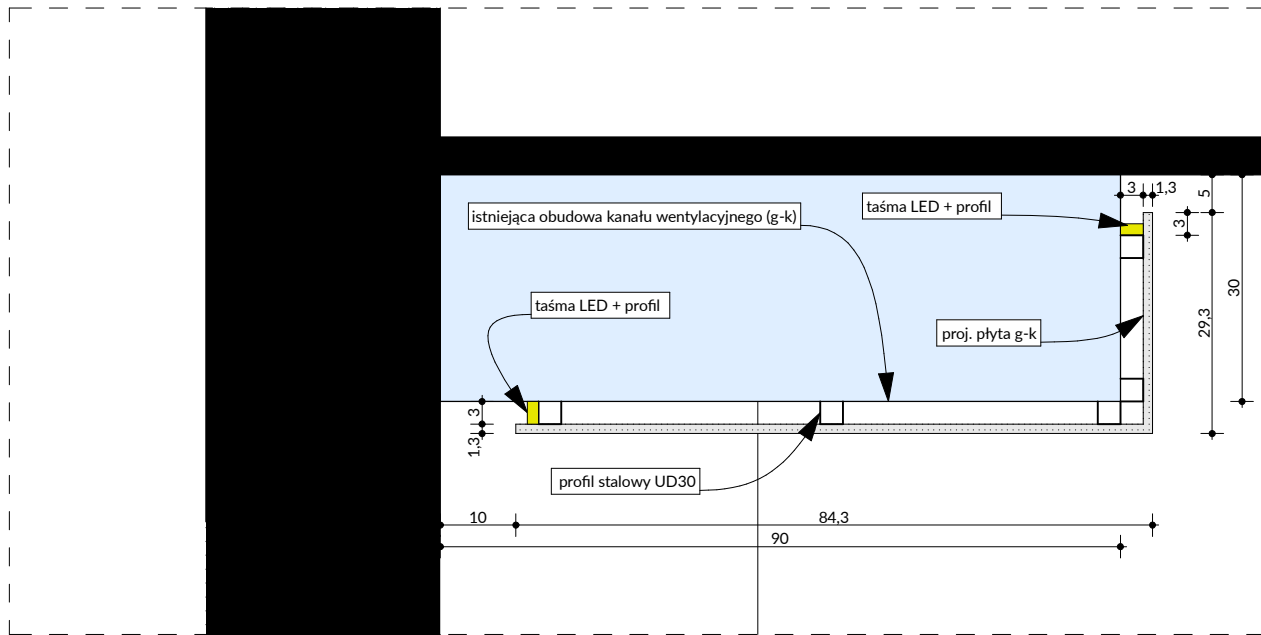 3
1,3
5
taśma LED + profil
istniejąca obudowa kanału wentylacyjnego (g-k)
3
30
taśma LED + profil
proj. płyta g-k
29,3
3
1,3
profil stalowy UD30
10
84,3
90